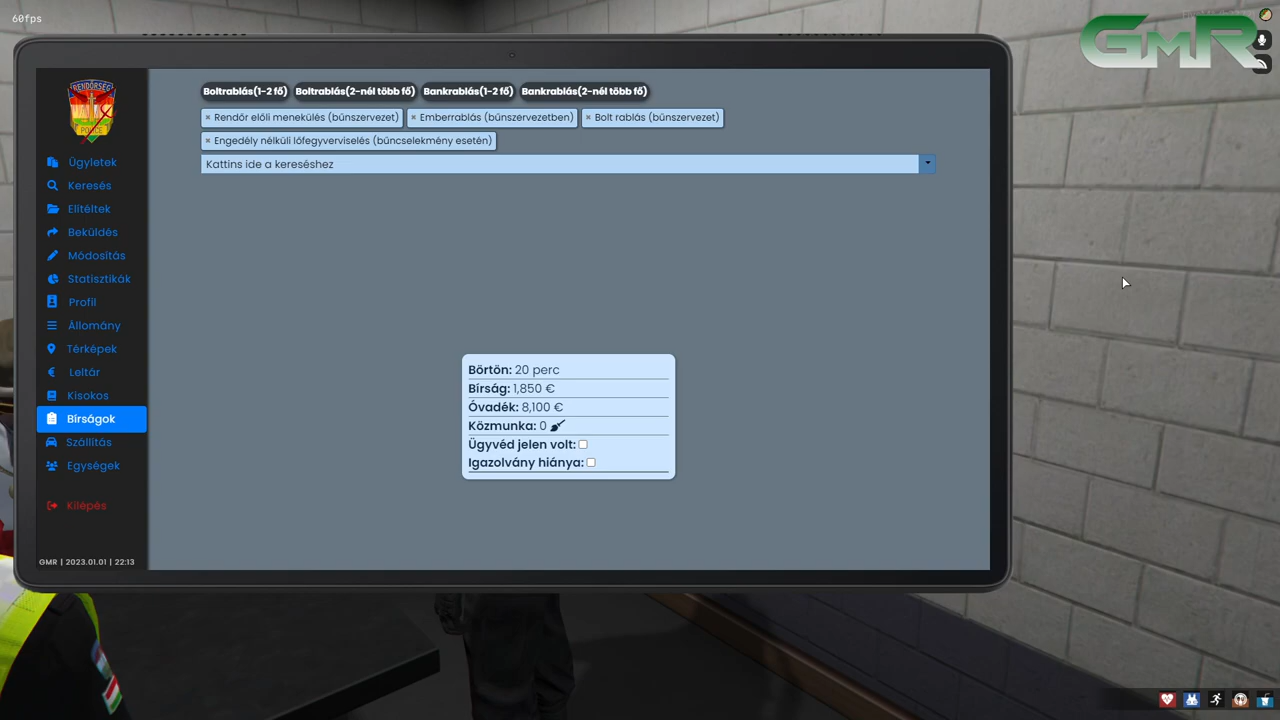 60fps
GMR
RENDŐRSÉG
POLICE
Ügyletek
Keresés
Elítéltek
Beküldés
Módosítás
Statisztikák
Profil
Állomány
Térképek
Leltár
Kisokos
Bírságok
Szállítás
Egységek
Kilépés
GMR | 2023.01.01 | 22:13
Boltrablás(1-2 fő) Boltrablás(2-nél több fő) Bankrablás(1-2 fő) Bankrablás(2-nél több fő)
× Rendőr előli menekülés (bűnszervezet) × Emberrablás (bűnszervezetben) × Bolt rablás (bűnszervezet)
× Engedély nélküli lőfegyverviselés (bűncselekmény esetén)
Kattins ide a kereséshez
Börtön: 20 perc
Bírság: 1,850 €
Óvadék: 8,100 €
Közmunka: 0
Ügyvéd jelen volt:
Igazolvány hiánya: